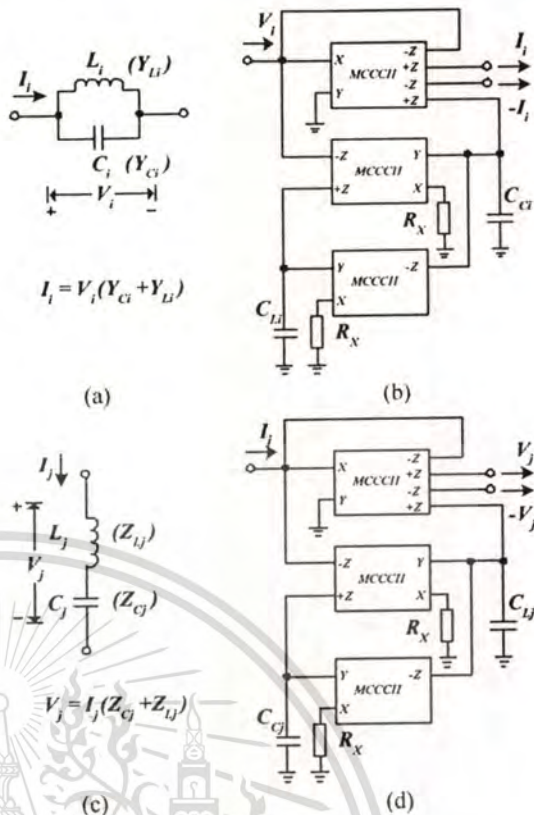 L_i (Y_Li)
I_i
C_i (Y_Ci)
+ V_i −
I_i = V_i(Y_Ci + Y_Li)
(a)
V_i
X
Y
MCCCII
-Z
+Z
-Z
+Z
I_i
-I_i
-Z
+Z
MCCCII
Y
X
R_X
C_Ci
Y
X
MCCCII
-Z
C_Li
R_X
(b)
I_j
+
L_j (Z_Lj)
V_j
C_j (Z_Cj)
−
V_j = I_j(Z_Cj + Z_Lj)
(c)
I_j
X
Y
MCCCII
-Z
+Z
-Z
+Z
V_j
-V_j
-Z
+Z
MCCCII
Y
X
R_X
C_Lj
Y
X
MCCCII
-Z
C_Cj
R_X
(d)